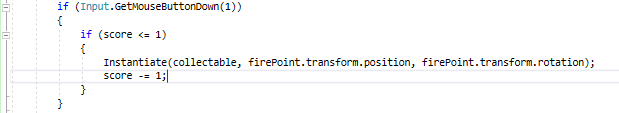 if (Input.GetMouseButtonDown(1))
{
if (score <= 1)
{
Instantiate(collectable, firePoint.transform.position, firePoint.transform.rotation);
score -= 1;
}
}